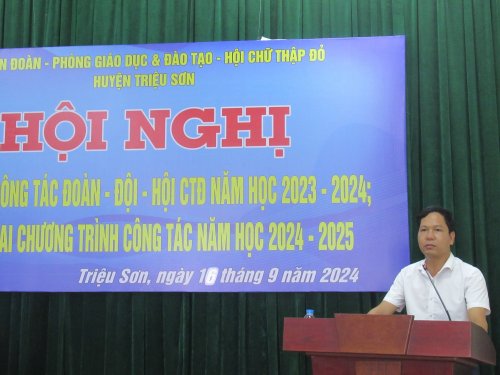 N ĐOÀN - PHÒNG GIÁO DỤC & ĐÀO TẠO - HỘI CHỮ THẬP ĐỎ
HUYỆN TRIỆU SƠN
HỘI NGHỊ
ÔNG TÁC ĐOÀN - ĐỘI - HỘI CTĐ NĂM HỌC 2023 - 2024;
AI CHƯƠNG TRÌNH CÔNG TÁC NĂM HỌC 2024 - 2025
Triệu Sơn, ngày 16 tháng 9 năm 2024